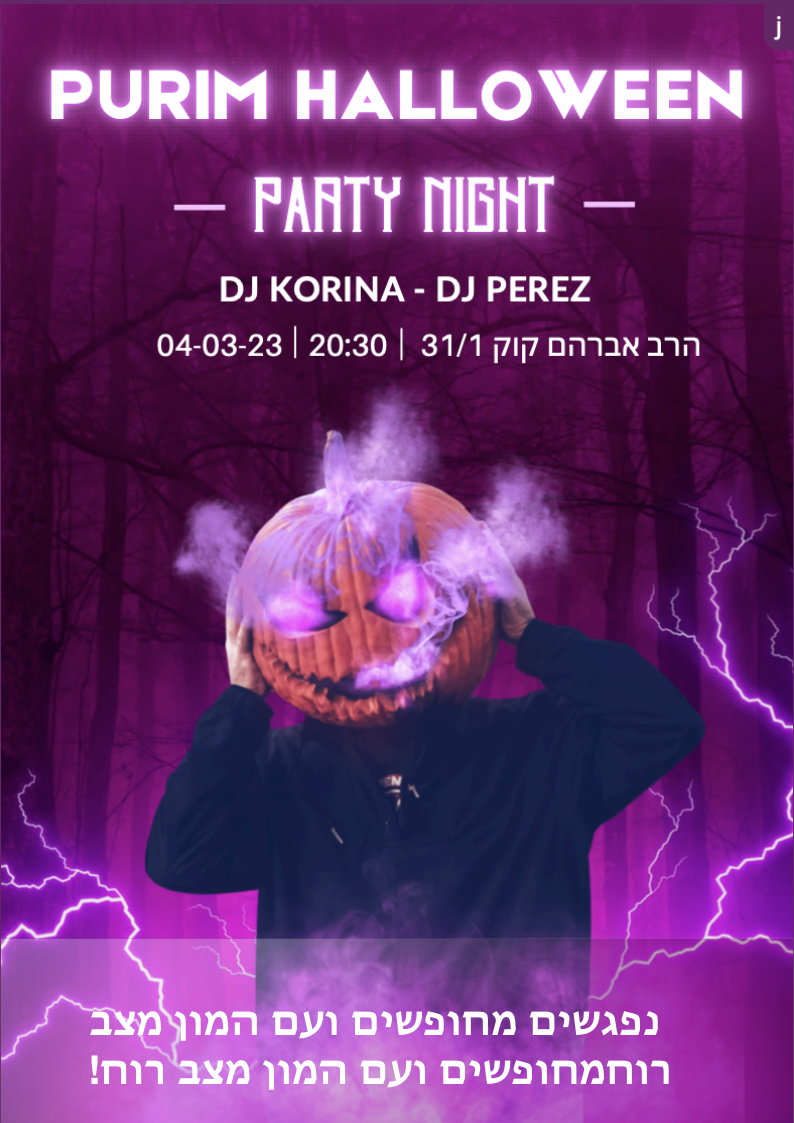 j
PURIM HALLOWEEN
PARTY NIGHT
DJ KORINA - DJ PEREZ
04-03-23 | 20:30 | הרב אברהם קוק 31/1
נפגשים מחופשים ועם המון מצב
רוחמחופשים ועם המון מצב רוח!